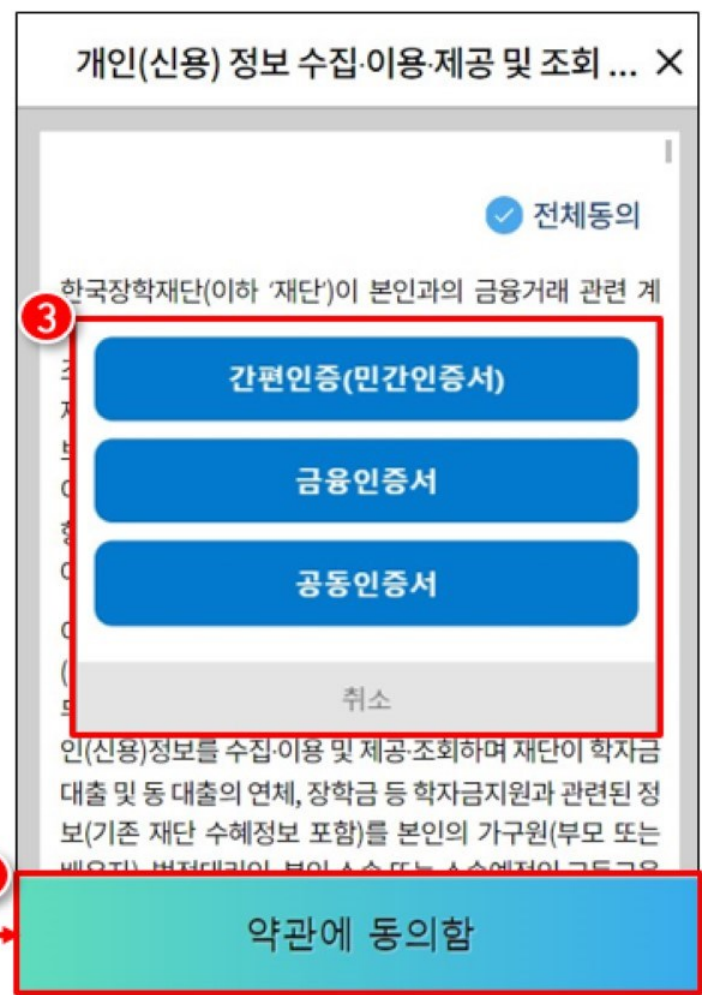 개인(신용) 정보 수집·이용·제공 및 조회 ... ×
전체동의
한국장학재단(이하 ‘재단’)이 본인과의 금융거래 관련 계
3
간편인증(민간인증서)
금융인증서
공동인증서
취소
인(신용)정보를 수집·이용 및 제공·조회하며 재단이 학자금
대출 및 동 대출의 연체, 장학금 등 학자금지원과 관련된 정
보(기존 재단 수혜정보 포함)를 본인의 가구원(부모 또는
약관에 동의함